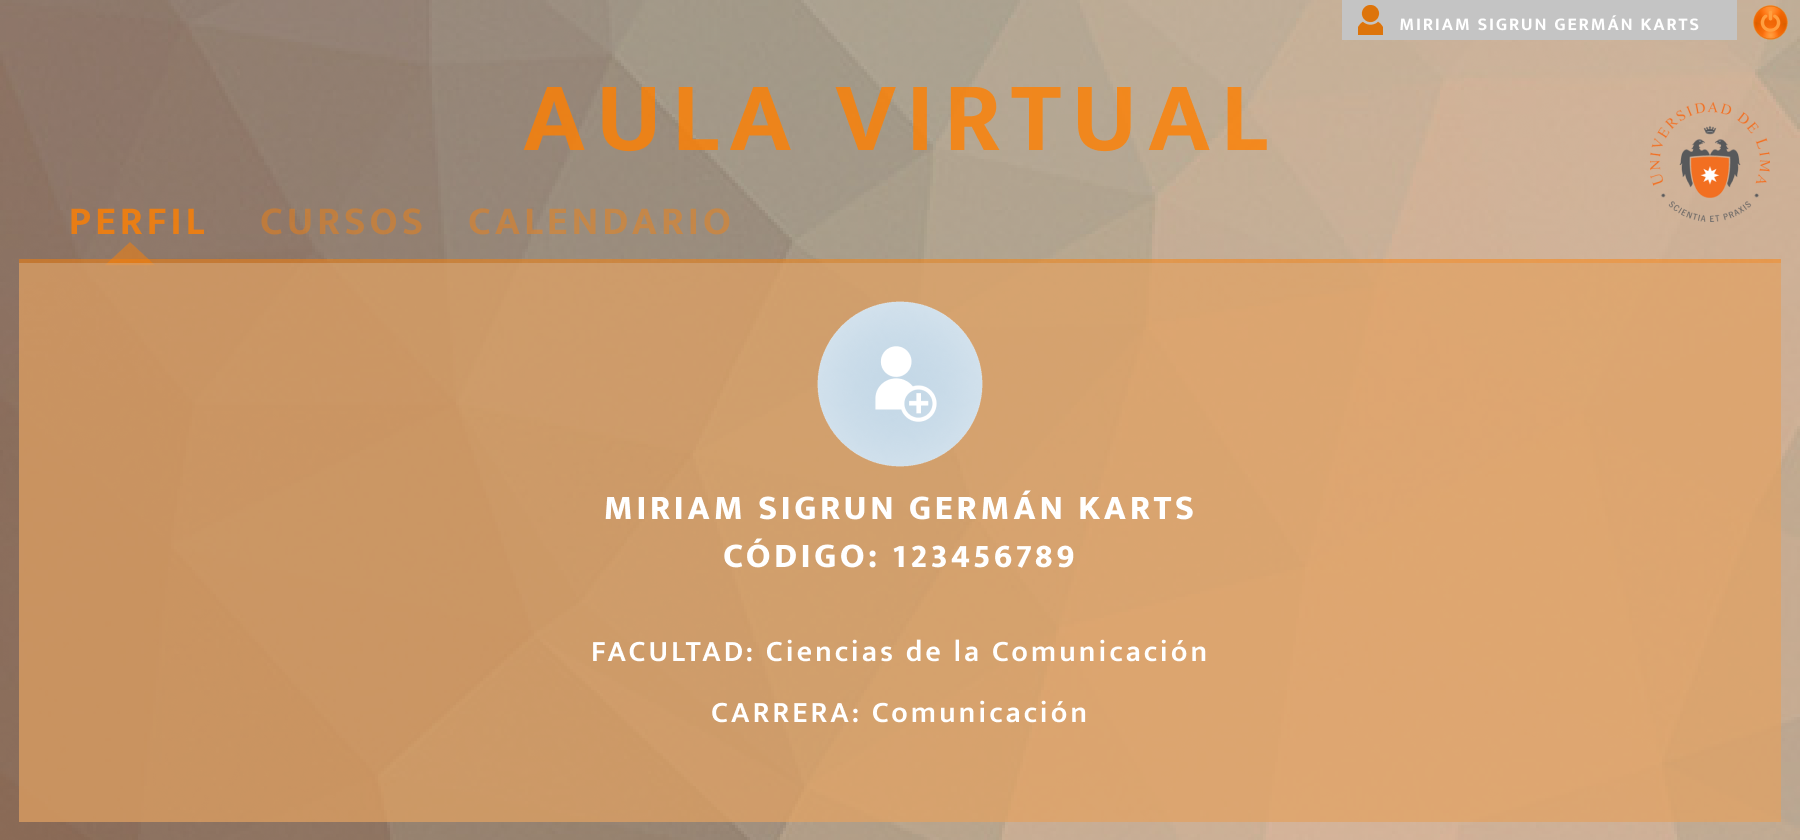 MIRIAM SIGRUN GERMÁN KARTS
AULA VIRTUAL
UNIVERSIDAD DE LIMA
SCIENTIA ET PRAXIS
PERFIL CURSOS CALENDARIO
MIRIAM SIGRUN GERMÁN KARTS
CÓDIGO: 123456789
FACULTAD: Ciencias de la Comunicación
CARRERA: Comunicación